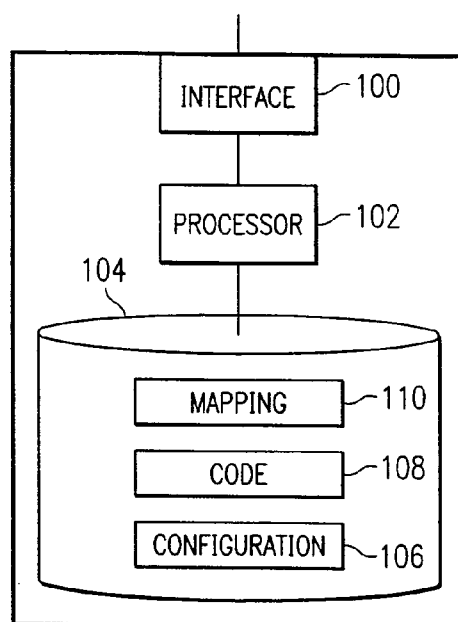 INTERFACE 100
PROCESSOR 102
104
MAPPING 110
CODE 108
CONFIGURATION 106